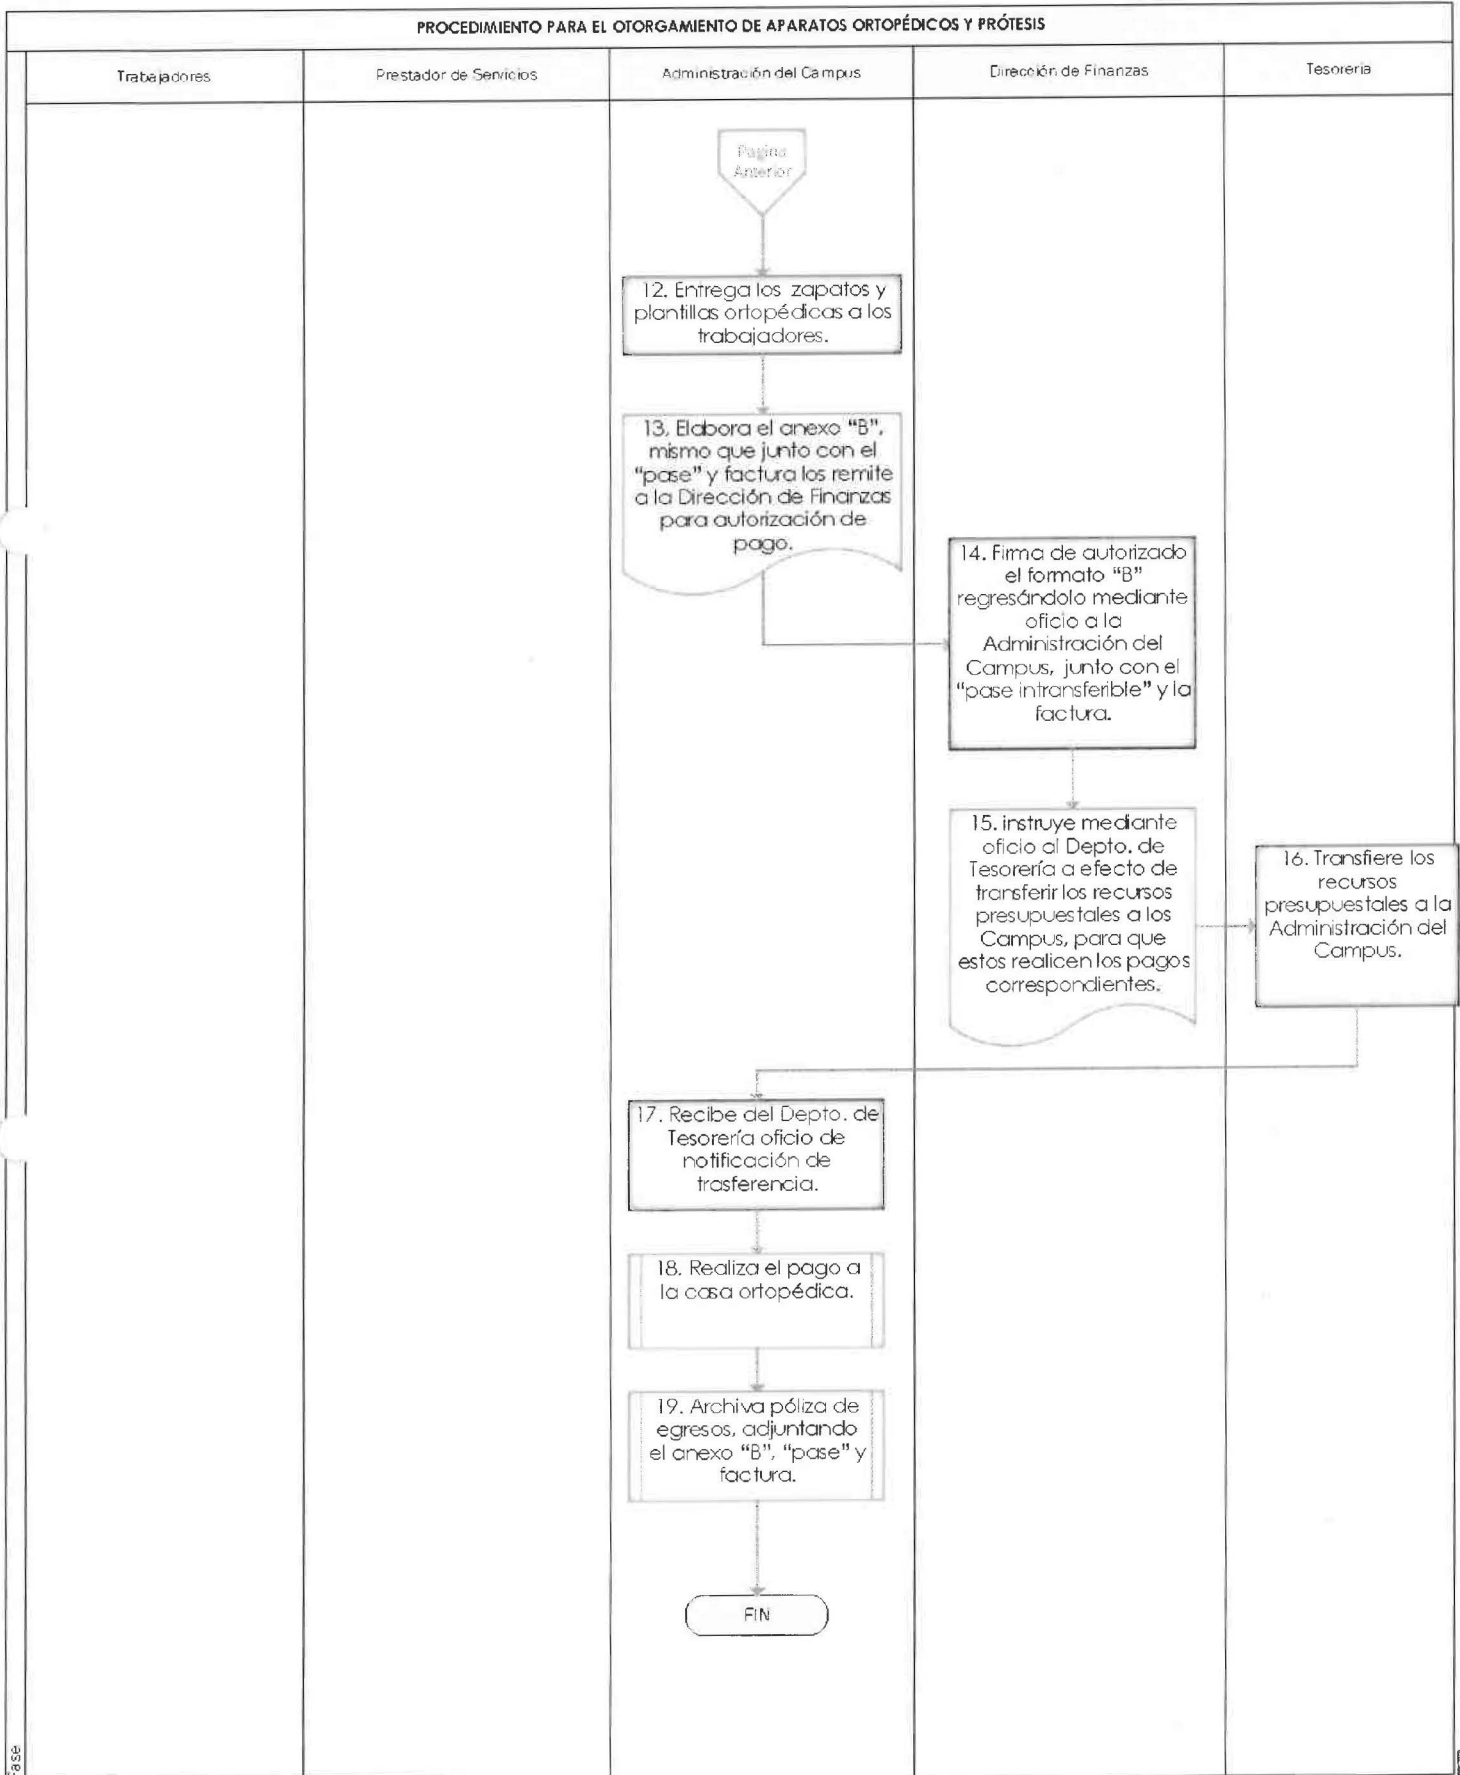 PROCEDIMIENTO PARA EL OTORGAMIENTO DE APARATOS ORTOPÉDICOS Y PRÓTESIS
Trabajadores
Prestador de Servicios
Administración del Campus
Dirección de Finanzas
Tesoreria
Pagina
Anterior
12. Entrega los zapatos y
plantillas ortopédicas a los
trabajadores.
13. Elabora el anexo “B”,
mismo que junto con el
“pase” y factura los remite
a la Dirección de Finanzas
para autorización de
pago.
14. Firma de autorizado
el formato “B”
regresándolo mediante
oficio a la
Administración del
Campus, junto con el
“pase intransferible” y la
factura.
15. instruye mediante
oficio al Depto. de
Tesorería a efecto de
transferir los recursos
presupuestales a los
Campus, para que
estos realicen los pagos
correspondientes.
16. Transfiere los
recursos
presupuestales a la
Administración del
Campus.
17. Recibe del Depto. de
Tesorería oficio de
notificación de
trasferencia.
18. Realiza el pago a
la casa ortopédica.
19. Archiva póliza de
egresos, adjuntando
el anexo “B”, “pase” y
factura.
FIN
Fase